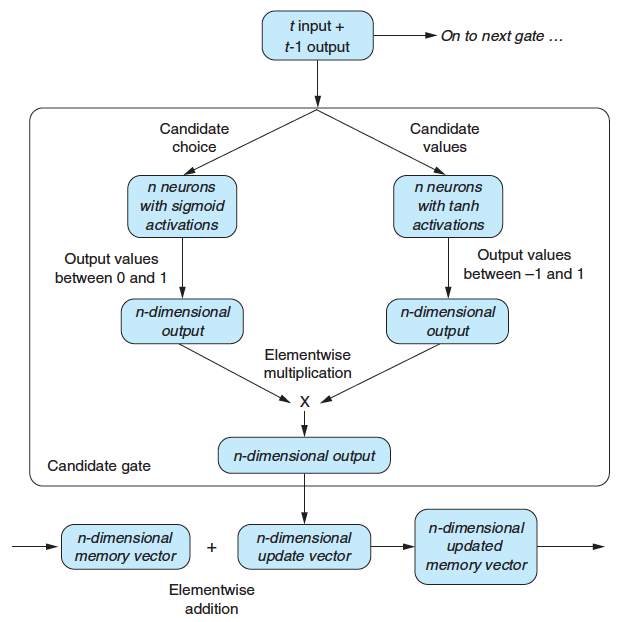 t input +
t-1 output
On to next gate …
Candidate
choice
Candidate
values
n neurons
with sigmoid
activations
n neurons
with tanh
activations
Output values
between 0 and 1
Output values
between –1 and 1
n-dimensional
output
n-dimensional
output
Elementwise
multiplication
X
n-dimensional output
Candidate gate
n-dimensional
memory vector
+
n-dimensional
update vector
n-dimensional
updated
memory vector
Elementwise
addition